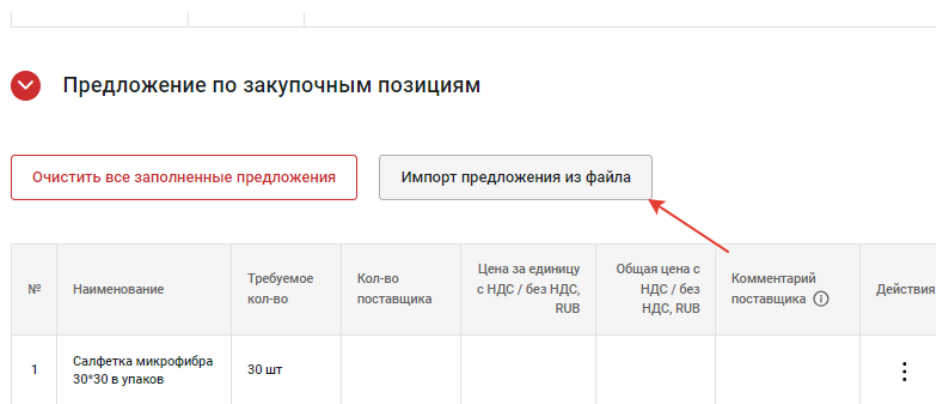 Предложение по закупочным позициям
Очистить все заполненные предложения
Импорт предложения из файла
№
Наименование
Требуемое
кол-во
Кол-во
поставщика
Цена за единицу
с НДС / без НДС,
RUB
Общая цена с
НДС / без
НДС, RUB
Комментарий
поставщика
Действия
1
Салфетка микрофибра
30*30 в упаков
30 шт